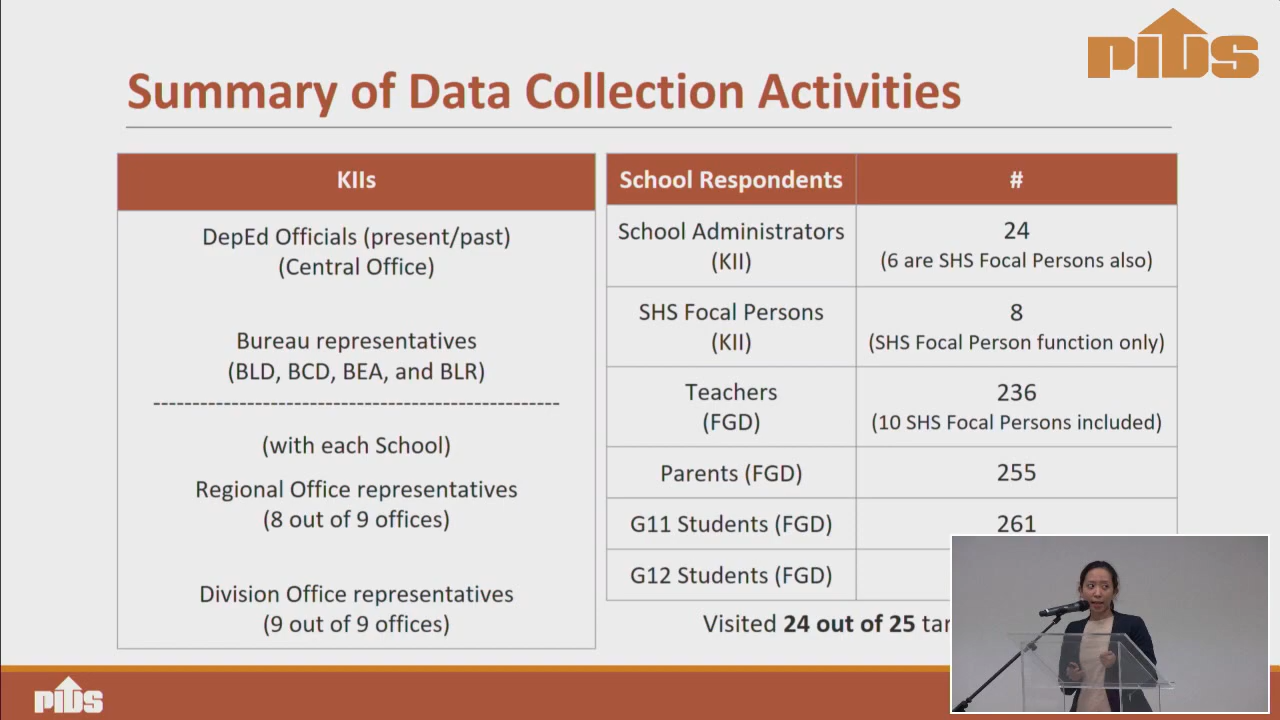 PIDS
Summary of Data Collection Activities
KIIs
DepEd Officials (present/past)
(Central Office)
Bureau representatives
(BLD, BCD, BEA, and BLR)
--------------------------------------------------
(with each School)
Regional Office representatives
(8 out of 9 offices)
Division Office representatives
(9 out of 9 offices)
School Respondents
#
School Administrators
(KII)
24
(6 are SHS Focal Persons also)
SHS Focal Persons
(KII)
8
(SHS Focal Person function only)
Teachers
(FGD)
236
(10 SHS Focal Persons included)
Parents (FGD)
255
G11 Students (FGD)
261
G12 Students (FGD)
Visited 24 out of 25
PIDS